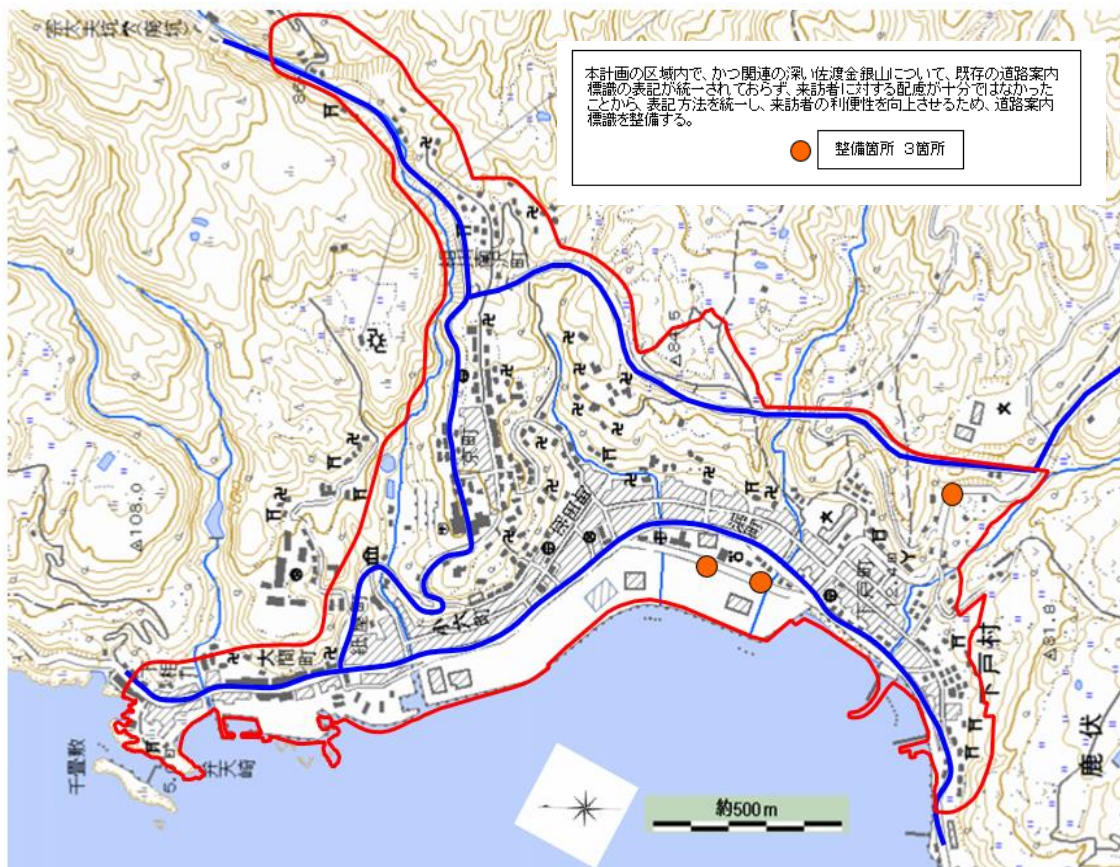 本計画の区域内で、かつ関連の深い佐渡金銀山について、既存の道路案内
標識の表記が統一されておらず、来訪者に対する配慮が十分ではなかった
ことから、表記方法を統一し、来訪者の利便性を向上させるため、道路案内
標識を整備する。
整備箇所 3箇所
京町
大間町
紙屋町
下戸町
下戸村
鹿伏
千畳敷
弁天崎
△108.0
△81.8
約500m